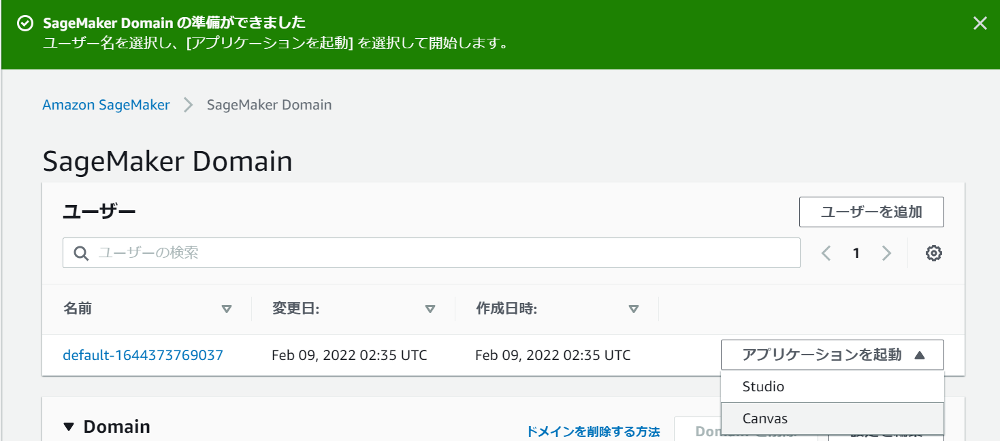 SageMaker Domain の準備ができました
ユーザー名を選択し、[アプリケーションを起動] を選択して開始します。
Amazon SageMaker
SageMaker Domain
SageMaker Domain
ユーザー
ユーザーを追加
ユーザーの検索
1
名前
変更日:
作成日時:
default-1644373769037
Feb 09, 2022 02:35 UTC
Feb 09, 2022 02:35 UTC
アプリケーションを起動
Studio
Canvas
Domain
ドメインを削除する方法